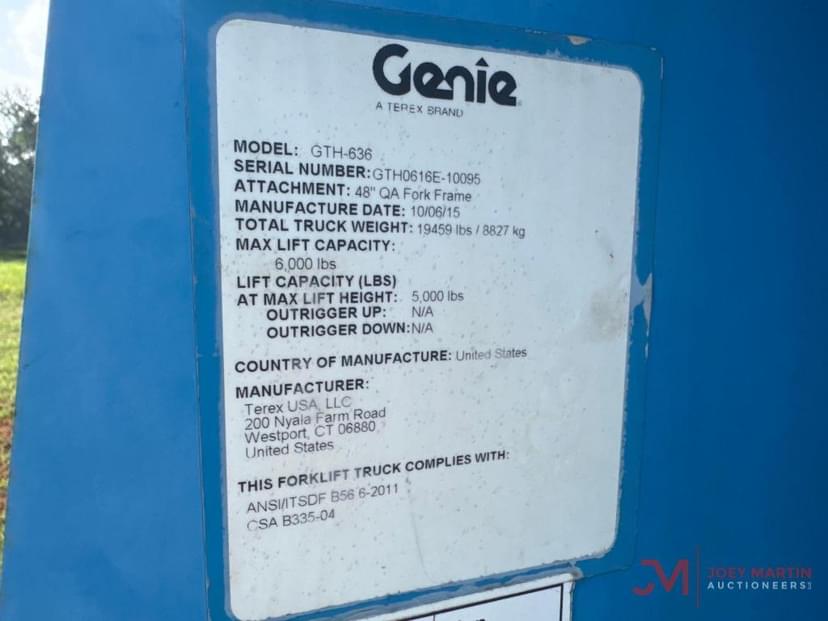 Genie
A TEREX BRAND
MODEL: GTH-636
SERIAL NUMBER: GTH0616E-10095
ATTACHMENT: 48" QA Fork Frame
MANUFACTURE DATE: 10/06/15
TOTAL TRUCK WEIGHT: 19459 lbs / 8827 kg
MAX LIFT CAPACITY:
6,000 lbs
LIFT CAPACITY (LBS)
AT MAX LIFT HEIGHT: 5,000 lbs
OUTRIGGER UP: N/A
OUTRIGGER DOWN: N/A
COUNTRY OF MANUFACTURE: United States
MANUFACTURER:
Terex USA, LLC
200 Nyala Farm Road
Westport, CT 06880
United States
THIS FORKLIFT TRUCK COMPLIES WITH:
ANSI/ITSDF B56.6-2011
CSA B335-04
JM JOEY MARTIN
AUCTIONEERS